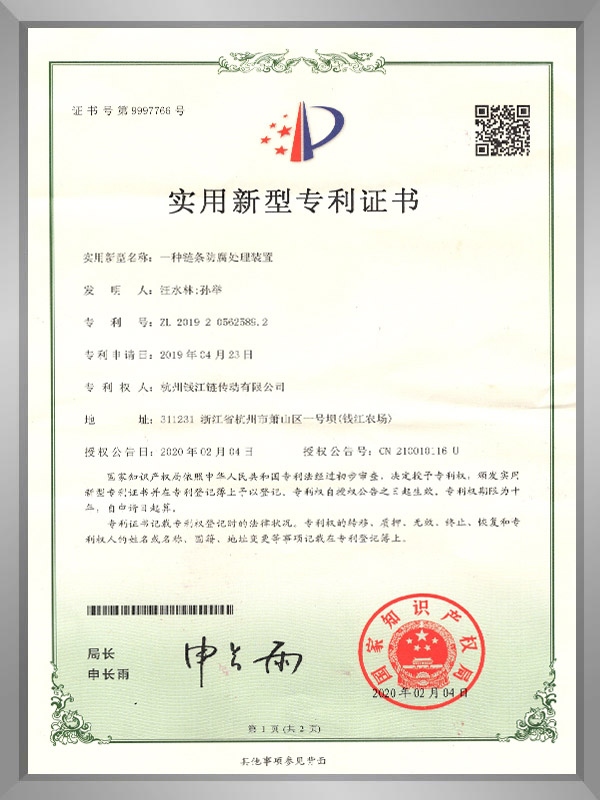 证书号第9997766号
实用新型专利证书
实用新型名称：一种链条防腐处理装置
发 明 人：汪水林;孙举
专 利 号：ZL 2019 2 0562589.2
专利申请日：2019年04月23日
专 利 权 人：杭州钱江链传动有限公司
地 址：311231 浙江省杭州市萧山区一号坝(钱江农场)
授权公告日：2020年02月04日 授权公告号：CN 210010116 U
国家知识产权局依照中华人民共和国专利法经过初步审查，决定授予专利权，颁发实用
新型专利证书并在专利登记簿上予以登记。专利权自授权公告之日起生效。专利权期限为十
年，自申请日起算。
专利证书记载专利权登记时的法律状况。专利权的转移、质押、无效、终止、恢复和专
利权人的姓名或名称、国籍、地址变更等事项记载在专利登记簿上。
局长
申长雨
申长雨
国家知识产权局
2020年02月04日
第 1 页 (共 2 页)
其他事项参见背面